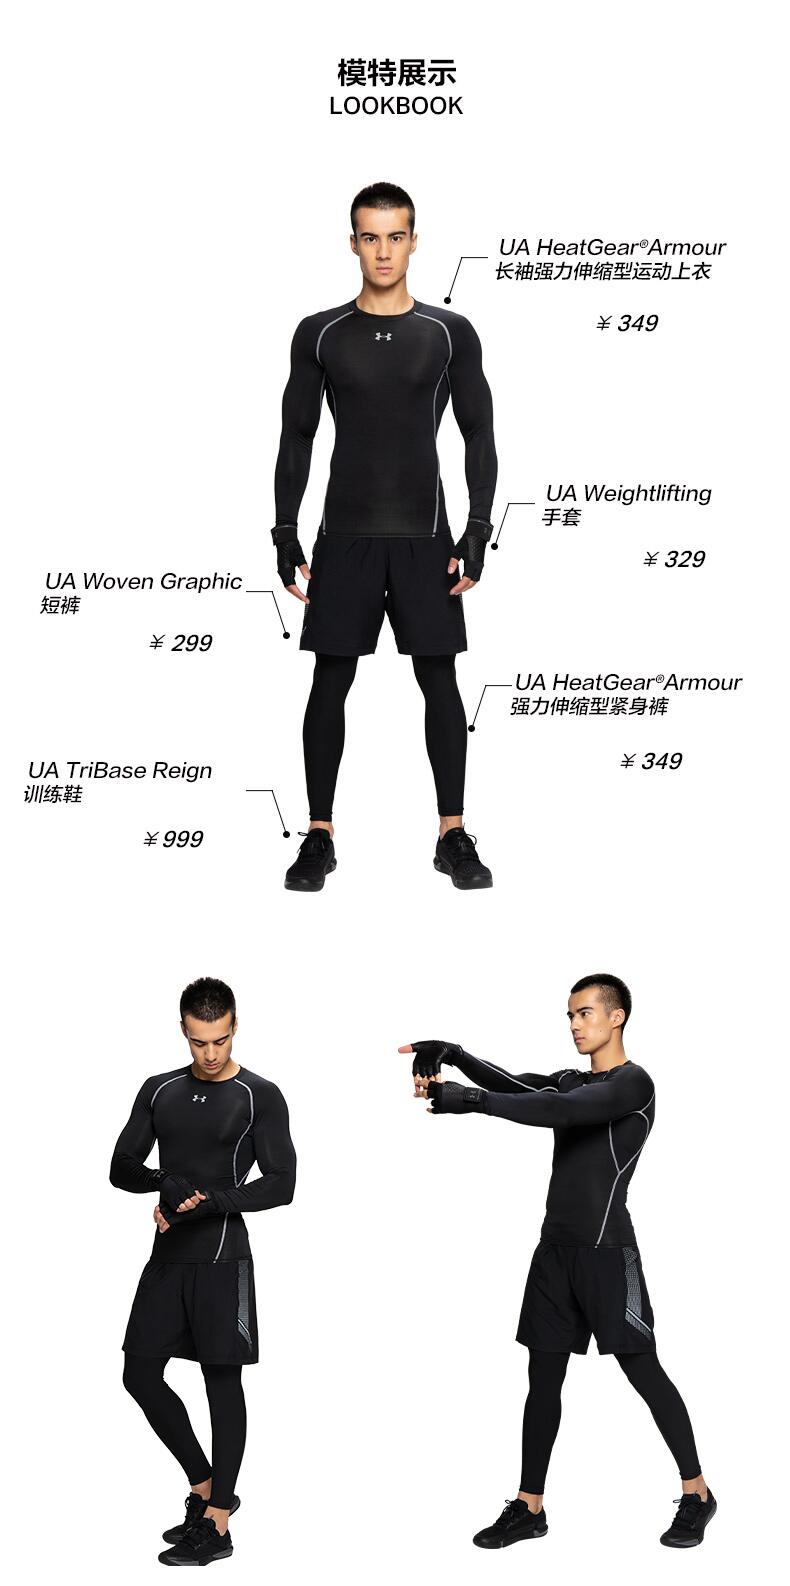 模特展示
LOOKBOOK
UA HeatGear®Armour
长袖强力伸缩型运动上衣
¥ 349
UA Weightlifting
手套
¥ 329
UA Woven Graphic
短裤
¥ 299
UA HeatGear®Armour
强力伸缩型紧身裤
¥ 349
UA TriBase Reign
训练鞋
¥ 999